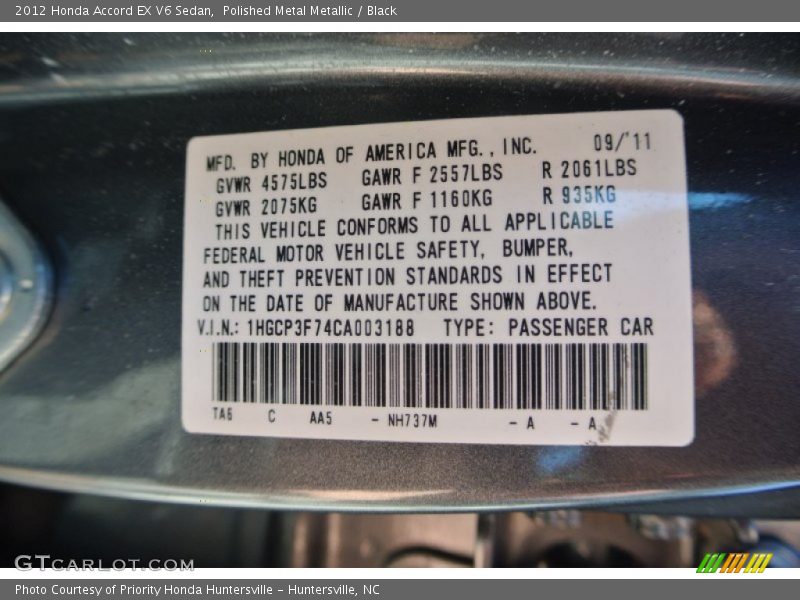 2012 Honda Accord EX V6 Sedan,  Polished Metal Metallic / Black
MFD. BY HONDA OF AMERICA MFG., INC. 09/'11
GVWR 4575LBS GAWR F 2557LBS R 2061LBS
GVWR 2075KG GAWR F 1160KG R 935KG
THIS VEHICLE CONFORMS TO ALL APPLICABLE
FEDERAL MOTOR VEHICLE SAFETY, BUMPER,
AND THEFT PREVENTION STANDARDS IN EFFECT
ON THE DATE OF MANUFACTURE SHOWN ABOVE.
V.I.N.: 1HGCP3F74CA003188 TYPE: PASSENGER CAR
TA6 C AA5 - NH737M - A - A
GTCARLOT.COM
Photo Courtesy of Priority Honda Huntersville – Huntersville, NC